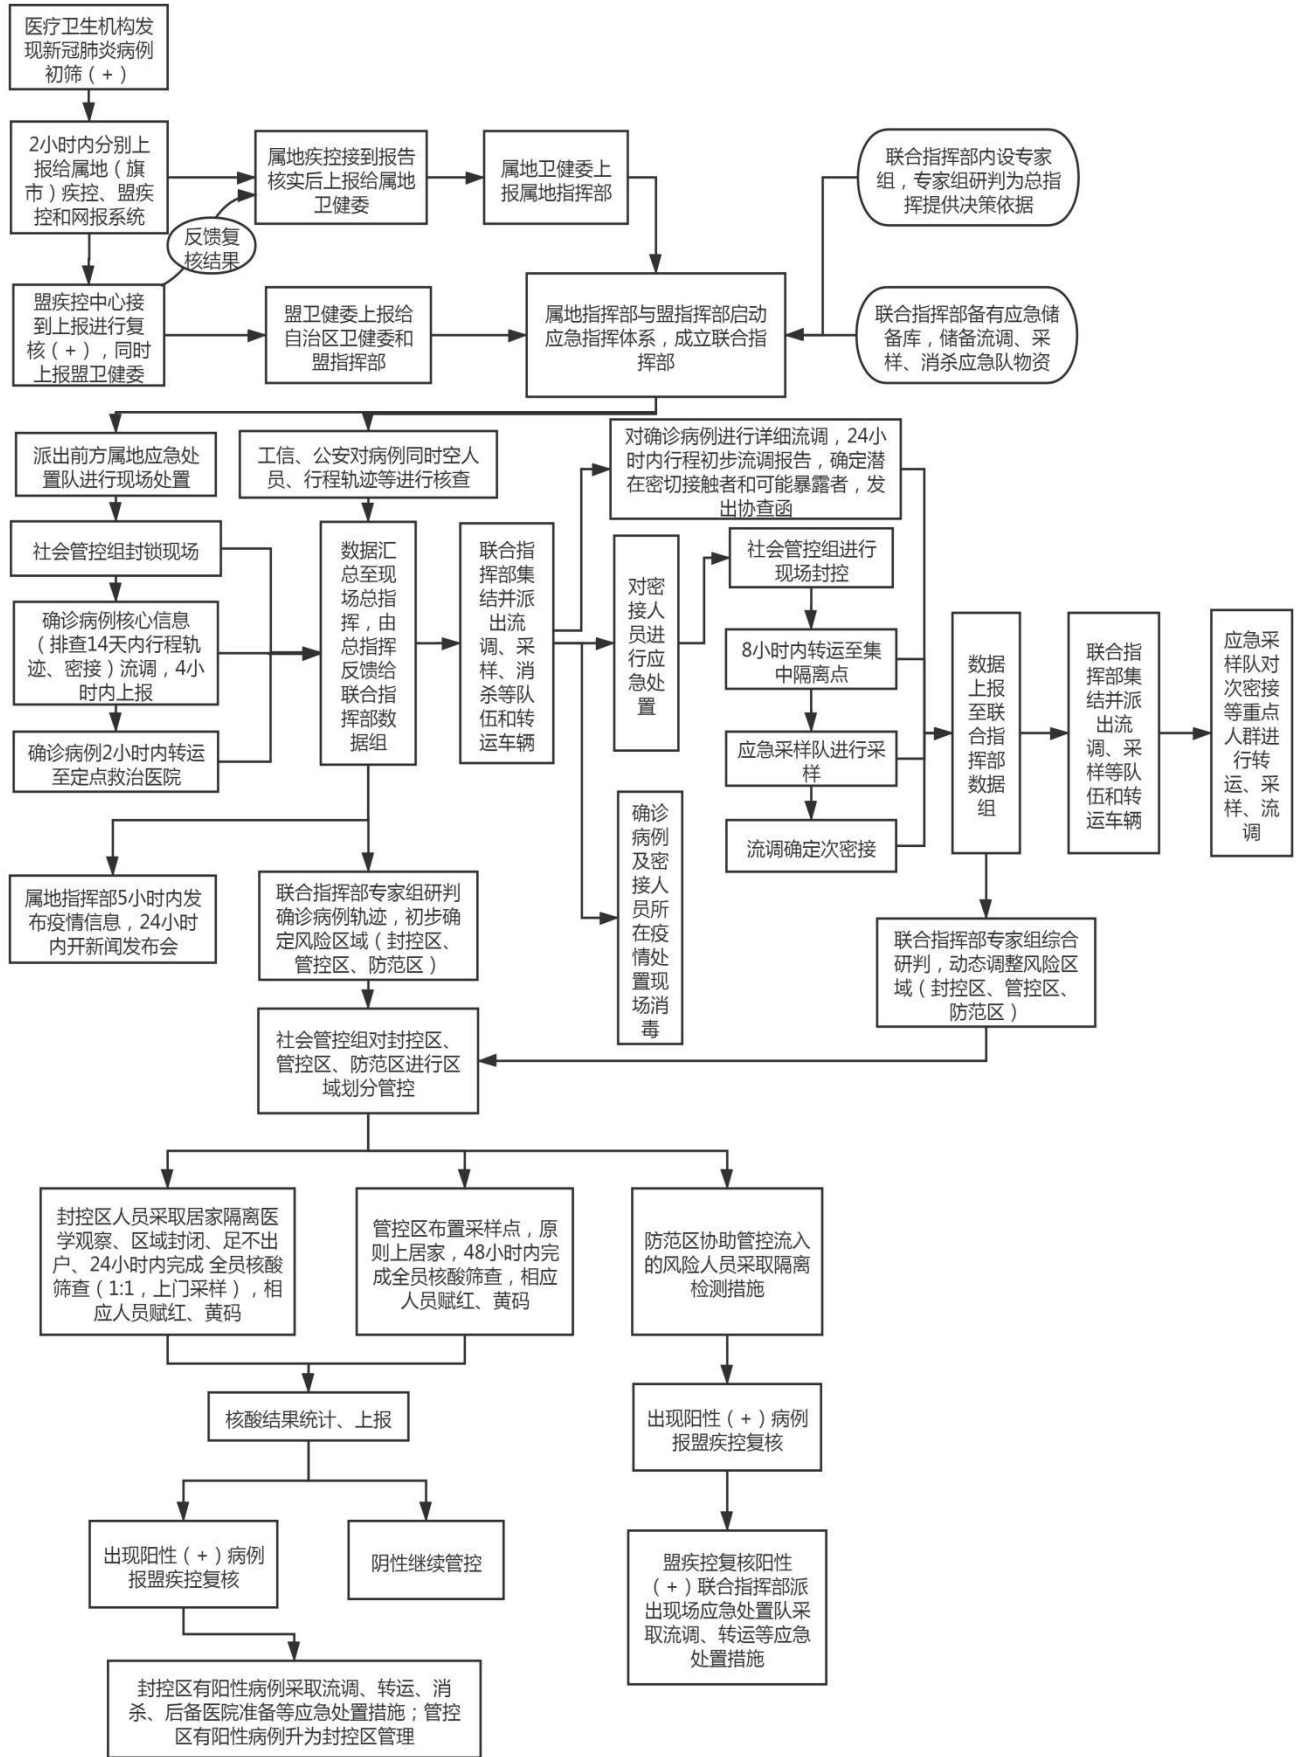 医疗卫生机构发
现新冠肺炎病例
初筛（+）
2小时内分别上
报给属地（旗
市）疾控、盟疾
控和网报系统
属地疾控接到报告
核实后上报给属地
卫健委
属地卫健委上
报属地指挥部
联合指挥部内设专家
组，专家组研判为总指
挥提供决策依据
反馈复
核结果
盟疾控中心接
到上报进行复
核（+），同时
上报盟卫健委
盟卫健委上报给
自治区卫健委和
盟指挥部
属地指挥部与盟指挥部启动
应急指挥体系，成立联合指
挥部
联合指挥部备有应急储
备库，储备流调、采
样、消杀应急队物资
派出前方属地应急处
置队进行现场处置
工信、公安对病例同时空人
员、行程轨迹等进行核查
对确诊病例进行详细流调，24小
时内行程初步流调报告，确定潜
在密切接触者和可能暴露者，发
出协查函
社会管控组封锁现场
确诊病例核心信息
（排查14天内行程轨
迹、密接）流调，4小
时内上报
确诊病例2小时内转运
至定点救治医院
数据汇
总至现
场总指
挥，由
总指挥
反馈给
联合指
挥部数
据组
联合指
挥部集
结并派
出流
调、采
样、消
杀等队
伍和转
运车辆
对密
接人
员进
行应
急处
置
社会管控组进行
现场封控
8小时内转运至集
中隔离点
应急采样队进行采
样
流调确定次密接
数据
上报
至联
合指
挥部
数据
组
联合指
挥部集
结并派
出流
调、采
样等队
伍和转
运车辆
应急采
样队对
次密接
等重点
人群进
行转
运、采
样、流
调
确诊
病例
及密
接人
员所
在疫
情处
置现
场消
毒
属地指挥部5小时内发
布疫情信息，24小时
内开新闻发布会
联合指挥部专家组研判
确诊病例轨迹，初步确
定风险区域（封控区、
管控区、防范区）
联合指挥部专家组综合
研判，动态调整风险区
域（封控区、管控区、
防范区）
社会管控组对封控区、
管控区、防范区进行区
域划分管控
封控区人员采取居家隔离医
学观察、区域封闭、足不出
户、24小时内完成 全员核酸
筛查（1:1，上门采样），相
应人员赋红、黄码
管控区布置采样点，原
则上居家，48小时内完
成全员核酸筛查，相应
人员赋红、黄码
防范区协助管控流入
的风险人员采取隔离
检测措施
核酸结果统计、上报
出现阳性（+）病例
报盟疾控复核
出现阳性（+）病例
报盟疾控复核
阴性继续管控
盟疾控复核阳性
（+）联合指挥部派
出现场应急处置队采
取流调、转运等应急
处置措施
封控区有阳性病例采取流调、转运、消
杀、后备医院准备等应急处置措施；管控
区有阳性病例升为封控区管理